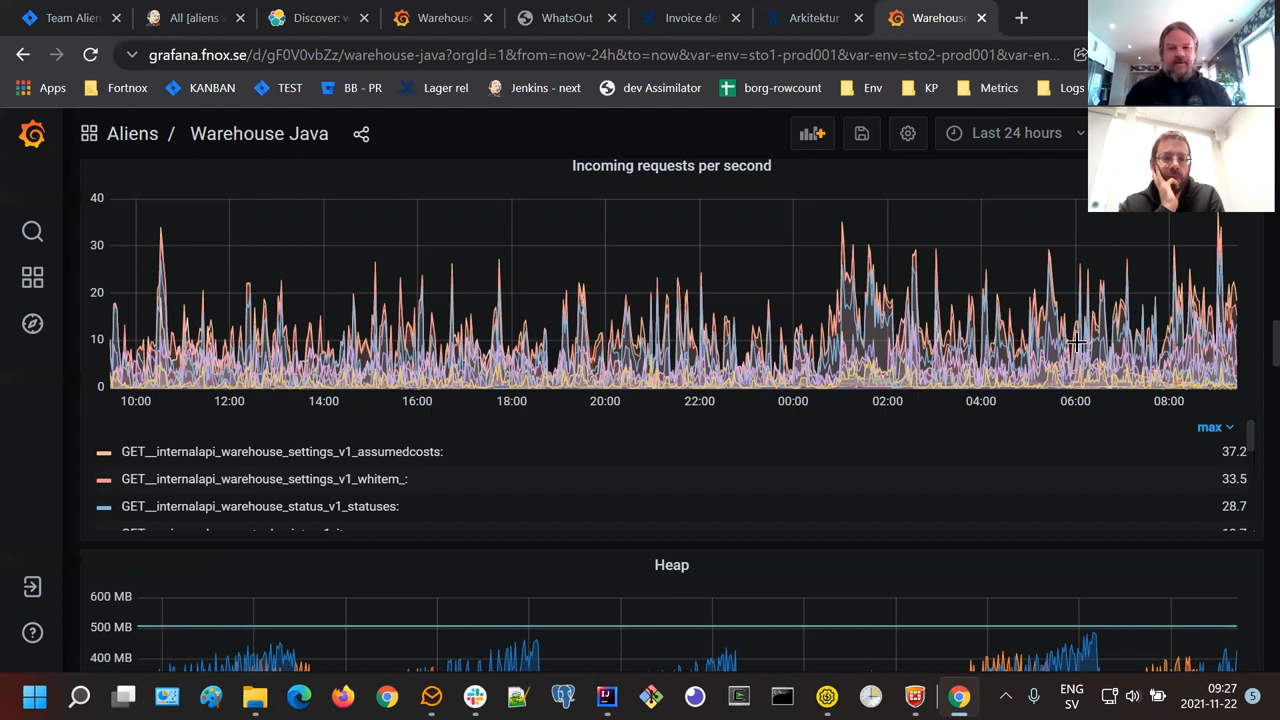 Team Alien
All [aliens
Discover: w
Warehouse
WhatsOut
Invoice det
Arkitektur
Warehouse
grafana.fnox.se/d/gF0V0vbZz/warehouse-java?orgId=1&from=now-24h&to=now&var-env=sto1-prod001&var-env=sto2-prod001&var-en...
Apps
Fortnox
KANBAN
TEST
BB - PR
Lagr rel
jenkins - next
dev Assimilator
borg-rowcount
Env
KP
Metrics
Logs
Aliens / Warehouse Java
Last 24 hours
Incoming requests per second
40
30
20
10
0
10:00 12:00 14:00 16:00 18:00 20:00 22:00 00:00 02:00 04:00 06:00 08:00
max
GET__internalapi_warehouse_settings_v1_assumedcosts: 37.2
GET__internalapi_warehouse_settings_v1_whitem_: 33.5
GET__internalapi_warehouse_status_v1_statuses: 28.7
Heap
600 MB
500 MB
400 MB
ENG
SV
09:27
2021-11-22
5